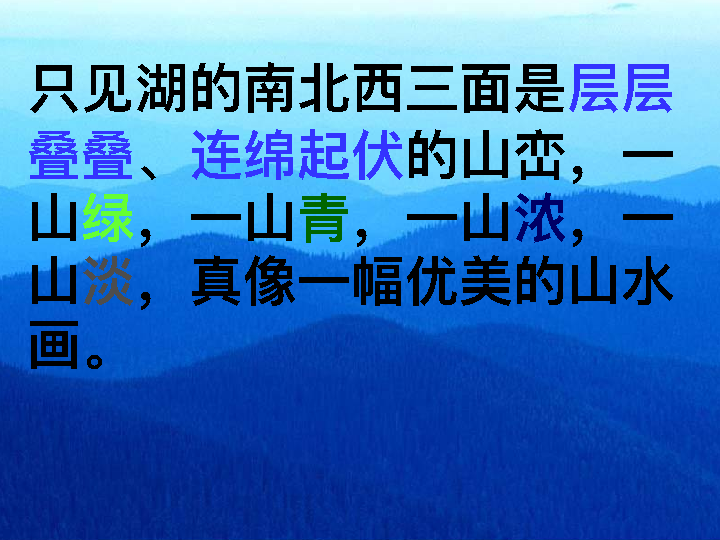 只见湖的南北西三面是层层
叠叠、连绵起伏的山峦，一
山绿，一山青，一山浓，一
山淡，真像一幅优美的山水
画。